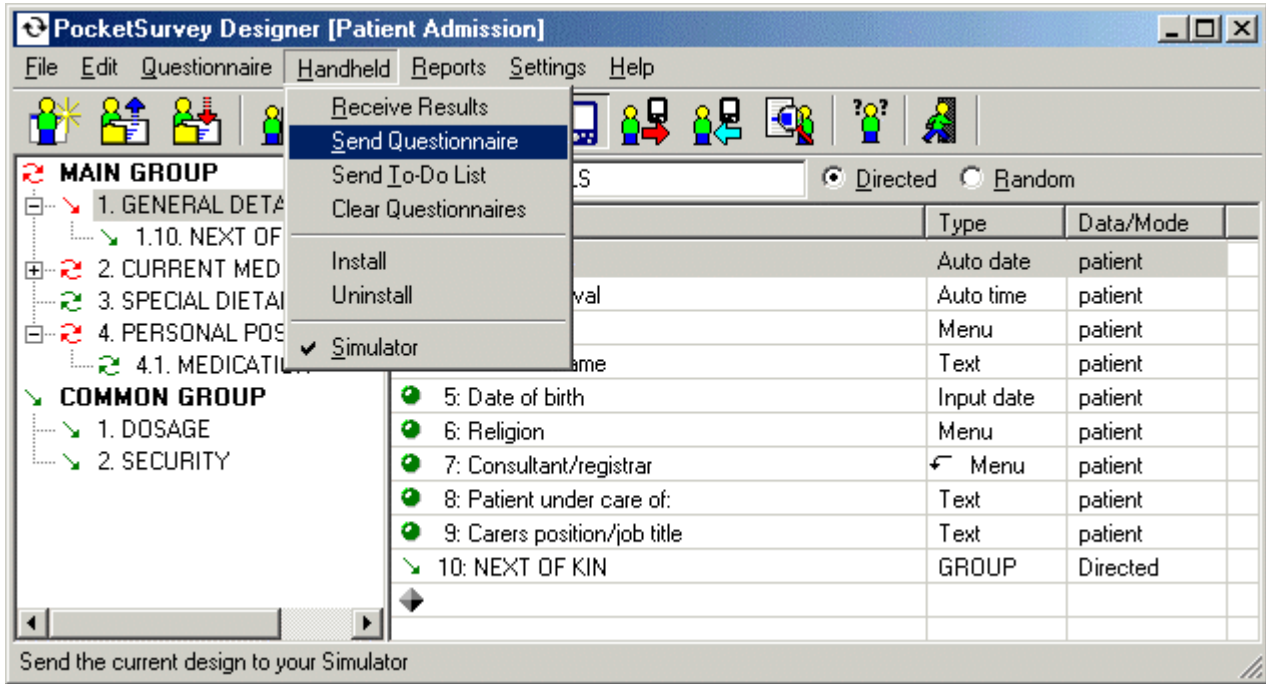 PocketSurvey Designer [Patient Admission]
File Edit Questionnaire Handheld Reports Settings Help
Receive Results
Send Questionnaire
Send To-Do List
Clear Questionnaires
Install
Uninstall
Simulator
MAIN GROUP
1. GENERAL DETA
1.10. NEXT OF
2. CURRENT MED
3. SPECIAL DIETA
4. PERSONAL POS
4.1. MEDICATI
COMMON GROUP
1. DOSAGE
2. SECURITY
LS Directed Random
Type Data/Mode
Auto date patient
val Auto time patient
Menu patient
ame Text patient
5: Date of birth Input date patient
6: Religion Menu patient
7: Consultant/registrar Menu patient
8: Patient under care of: Text patient
9: Carers position/job title Text patient
10: NEXT OF KIN GROUP Directed
Send the current design to your Simulator